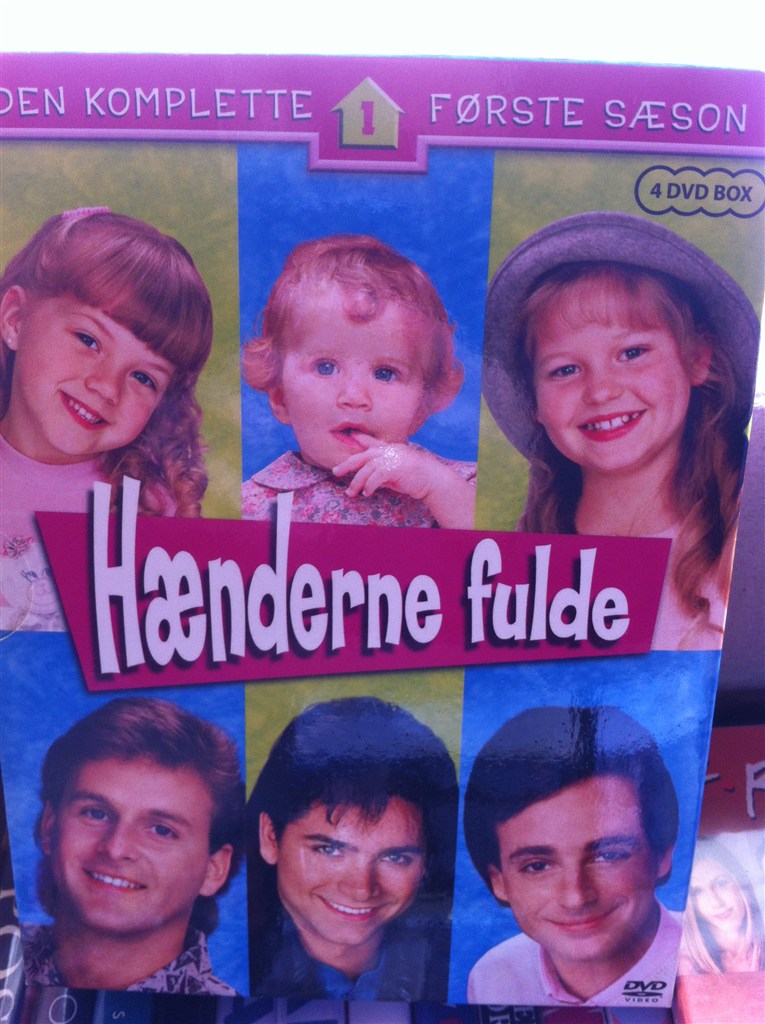 DEN KOMPLETTE 1 FØRSTE SÆSON
4 DVD BOX
Hænderne fulde
DVD
VIDEO